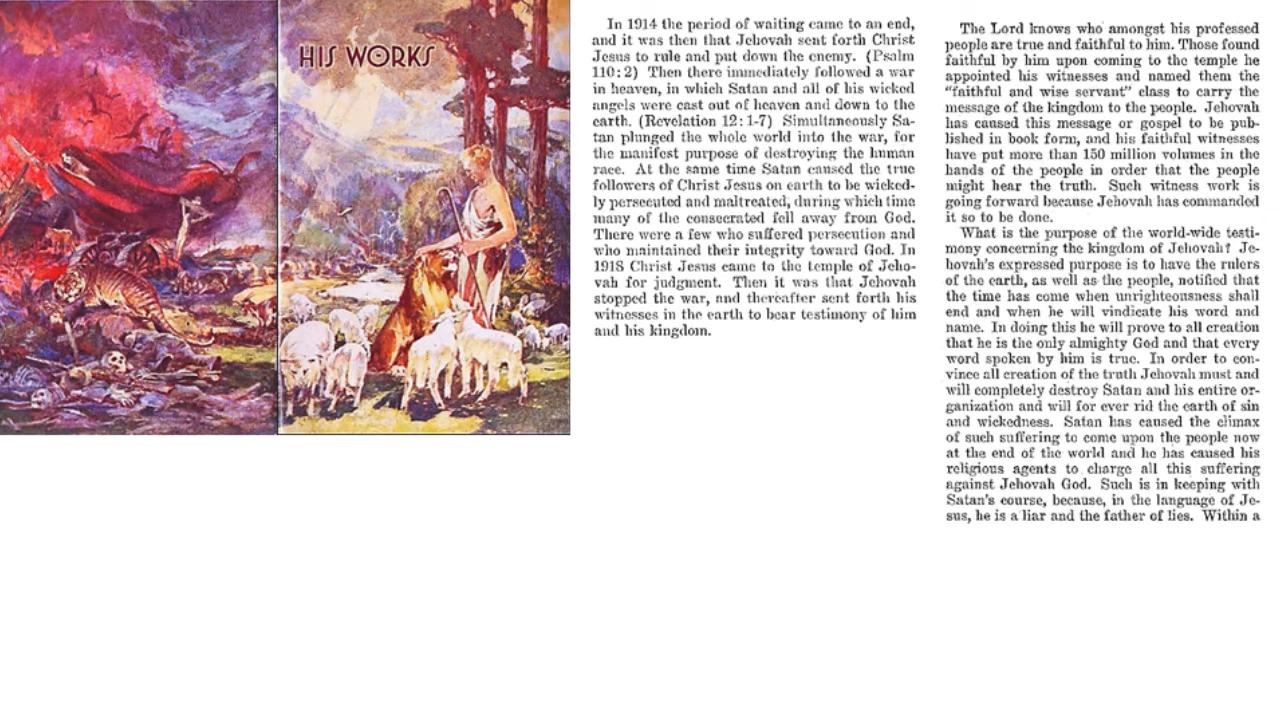 HIS WORKS
In 1914 the period of waiting came to an end,
and it was then that Jehovah sent forth Christ
Jesus to rule and put down the enemy. (Psalm
110:2) Then there immediately followed a war
in heaven, in which Satan and all of his wicked
angels were cast out of heaven and down to the
earth. (Revelation 12:1-7) Simultaneously Sa-
tan plunged the whole world into the war, for
the manifest purpose of destroying the human
race. At the same time Satan caused the true
followers of Christ Jesus on earth to be wicked-
ly persecuted and maltreated, during which time
many of the consecrated fell away from God.
There were a few who suffered persecution and
who maintained their integrity toward God. In
1918 Christ Jesus came to the temple of Jeho-
vah for judgment. Then it was that Jehovah
stopped the war, and thereafter sent forth his
witnesses in the earth to bear testimony of him
and his kingdom.
The Lord knows who amongst his professed
people are true and faithful to him. Those found
faithful by him upon coming to the temple he
appointed his witnesses and named them the
"faithful and wise servant" class to carry the
message of the kingdom to the people. Jehovah
has caused this message or gospel to be pub-
lished in book form, and his faithful witnesses
have put more than 150 million volumes in the
hands of the people in order that the people
might hear the truth. Such witness work is
going forward because Jehovah has commanded
it so to be done.
What is the purpose of the world-wide testi-
mony concerning the kingdom of Jehovah? Je-
hovah's expressed purpose is to have the rulers
of the earth, as well as the people, notified that
the time has come when unrighteousness shall
end and when he will vindicate his word and
name. In doing this he will prove to all creation
that he is the only almighty God and that every
word spoken by him is true. In order to con-
vince all creation of the truth Jehovah must and
will completely destroy Satan and his entire or-
ganization and will for ever rid the earth of sin
and wickedness. Satan has caused the climax
of such suffering to come upon the people now
at the end of the world and he has caused his
religious agents to charge all this suffering
against Jehovah God. Such is in keeping with
Satan's course, because, in the language of Je-
sus, he is a liar and the father of lies. Within a